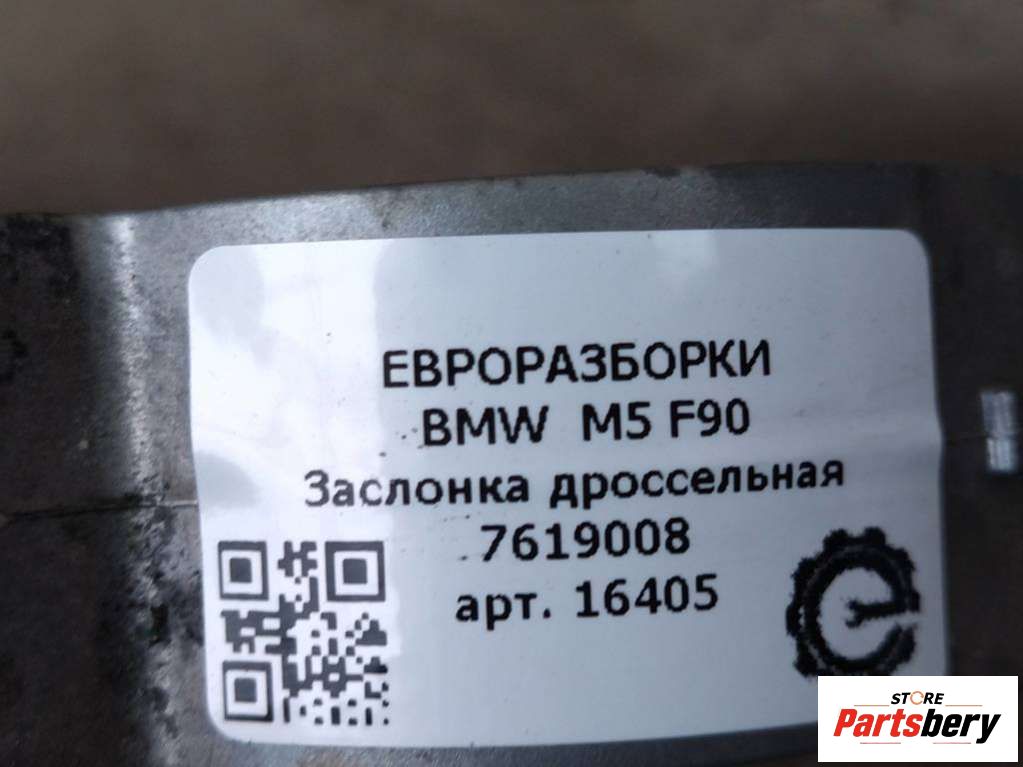 ЕВРОРАЗБОРКИ
BMW M5 F90
Заслонка дроссельная
7619008
арт. 16405
STORE
Partsbery